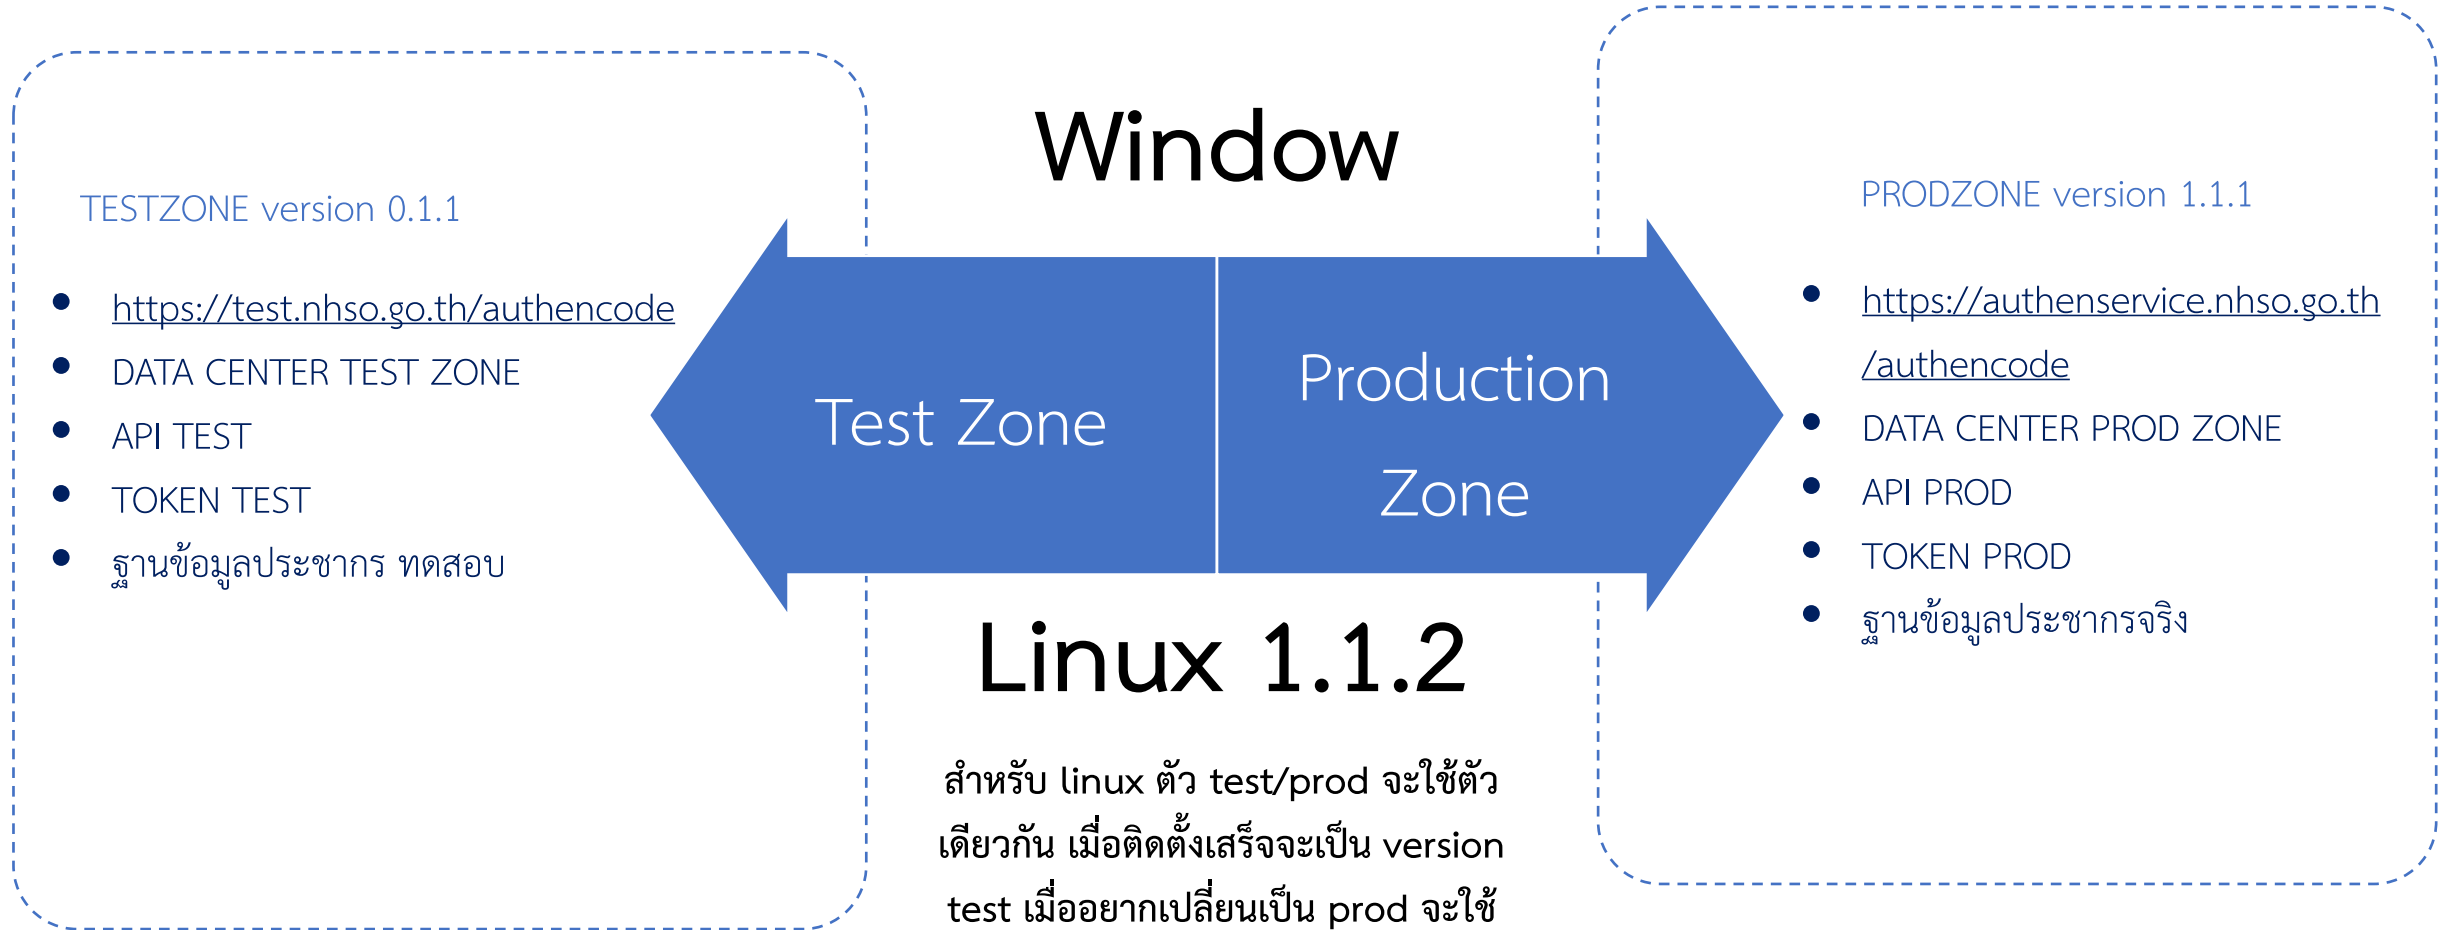 Window
TESTZONE version 0.1.1
https://test.nhso.go.th/authencode
DATA CENTER TEST ZONE
API TEST
TOKEN TEST
ฐานข้อมูลประชากร ทดสอบ
Test Zone
Production
Zone
PRODZONE version 1.1.1
https://authenservice.nhso.go.th
/authencode
DATA CENTER PROD ZONE
API PROD
TOKEN PROD
ฐานข้อมูลประชากรจริง
Linux 1.1.2
สำหรับ linux ตัว test/prod จะใช้ตัว
เดียวกัน เมื่อติดตั้งเสร็จจะเป็น version
test เมื่ออยากเปลี่ยนเป็น prod จะใช้